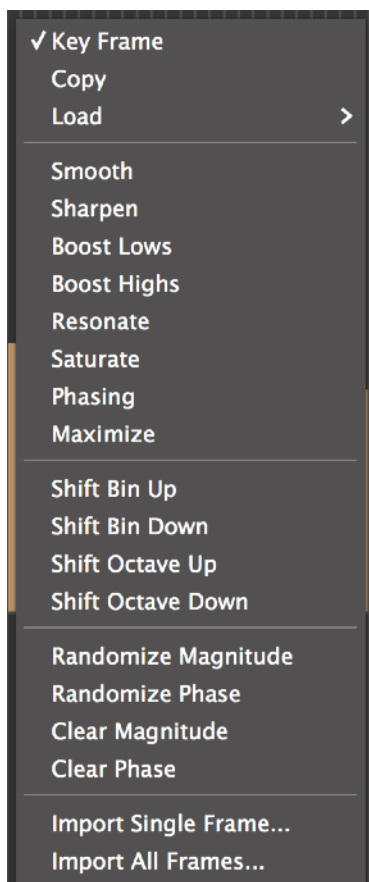 ✓ Key Frame
Copy
Load >
Smooth
Sharpen
Boost Lows
Boost Highs
Resonate
Saturate
Phasing
Maximize
Shift Bin Up
Shift Bin Down
Shift Octave Up
Shift Octave Down
Randomize Magnitude
Randomize Phase
Clear Magnitude
Clear Phase
Import Single Frame...
Import All Frames...